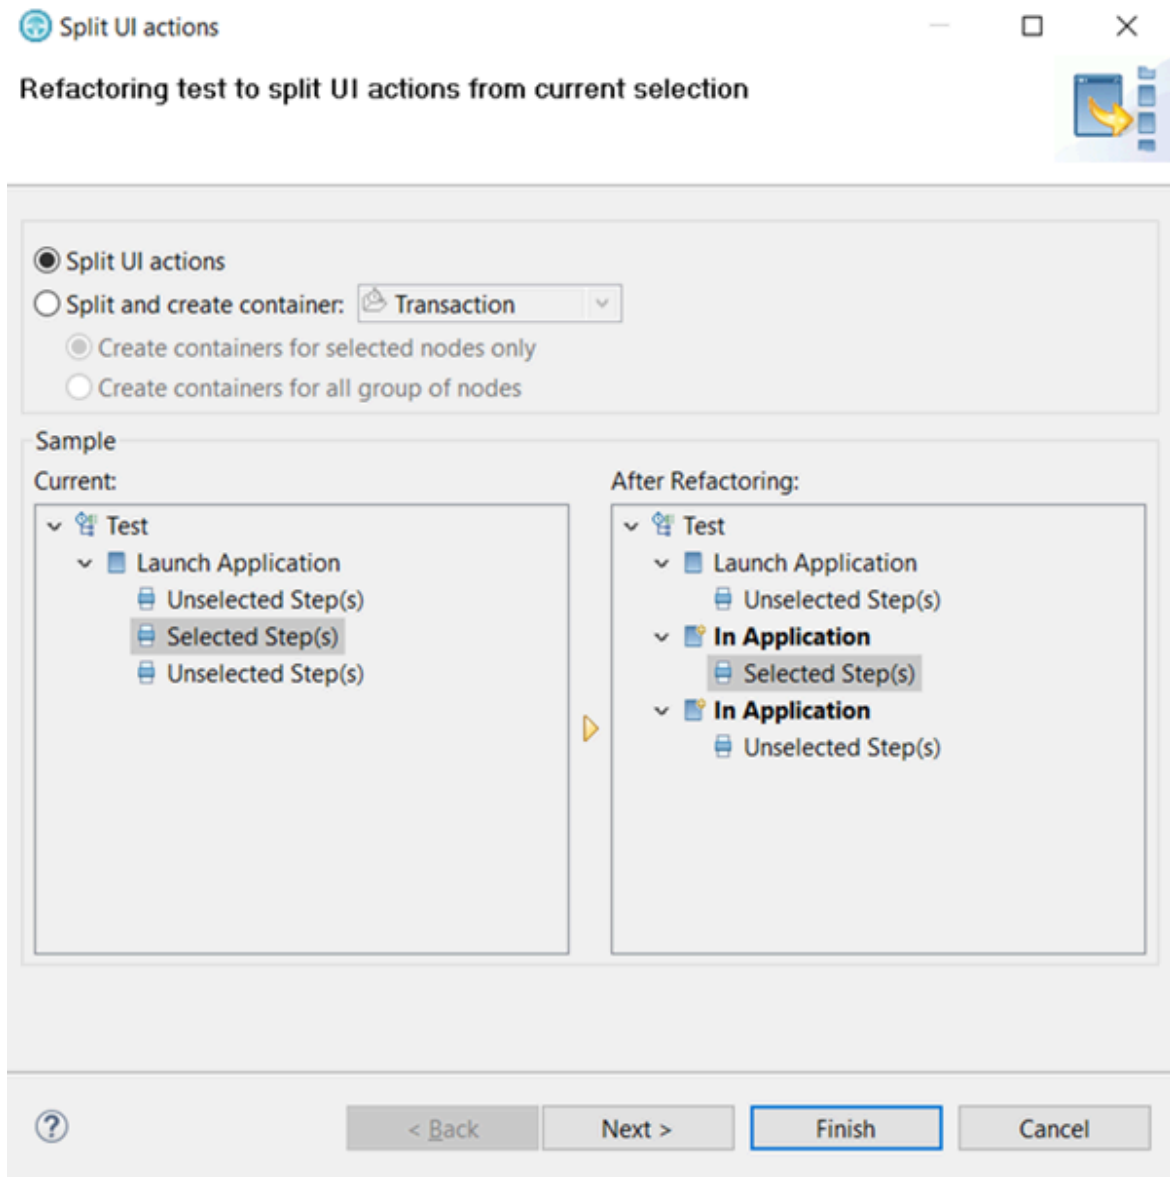 Split UI actions
Refactoring test to split UI actions from current selection
Split UI actions
Split and create container: Transaction
Create containers for selected nodes only
Create containers for all group of nodes
Sample
Current:
Test
Launch Application
Unselected Step(s)
Selected Step(s)
Unselected Step(s)
After Refactoring:
Test
Launch Application
Unselected Step(s)
In Application
Selected Step(s)
In Application
Unselected Step(s)
? < Back Next > Finish Cancel